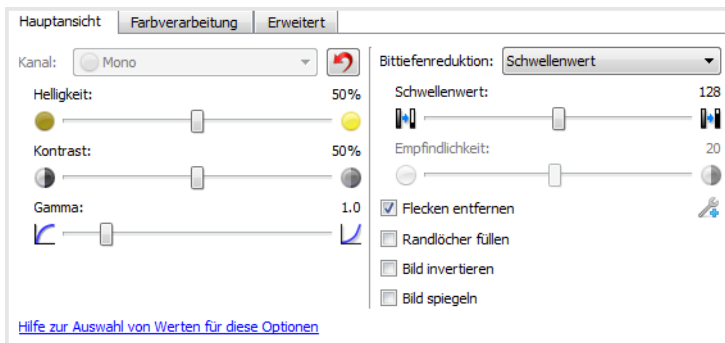 Hauptansicht Farbverarbeitung Erweitert
Kanal: Mono
Helligkeit: 50%
Kontrast: 50%
Gamma: 1.0
Hilfe zur Auswahl von Werten für diese Optionen
Bittiefenreduktion: Schwellenwert
Schwellenwert: 128
Empfindlichkeit: 20
Flecken entfernen
Randlöcher füllen
Bild invertieren
Bild spiegeln